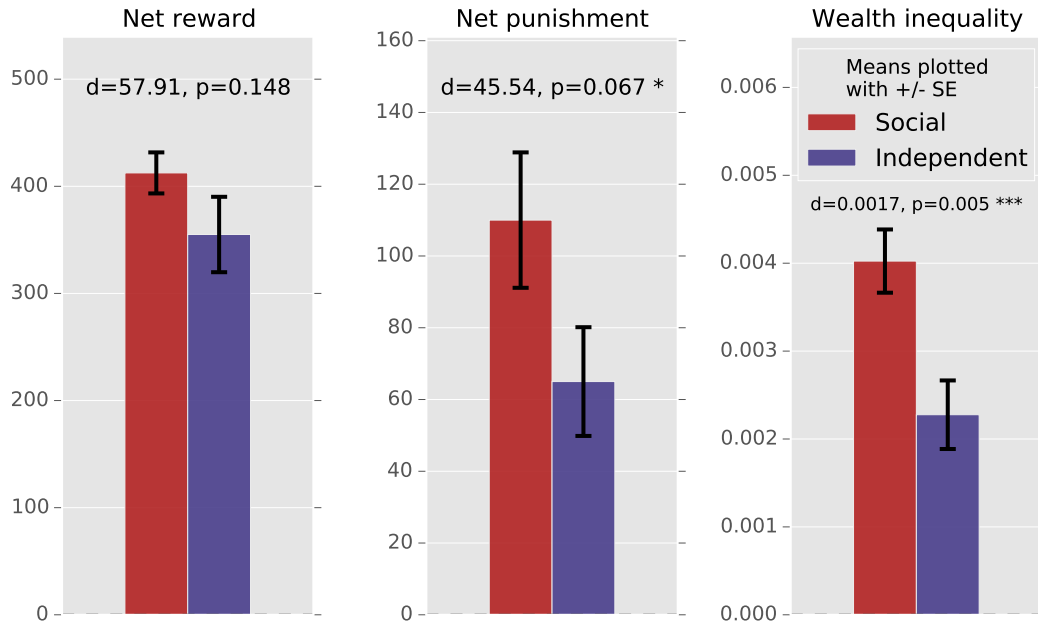 Net reward
500
400
300
200
100
0
d=57.91, p=0.148
Net punishment
160
140
120
100
80
60
40
20
0
d=45.54, p=0.067 *
Wealth inequality
0.006
0.005
0.004
0.003
0.002
0.001
0.000
Means plotted
with +/- SE
Social
Independent
d=0.0017, p=0.005 ***